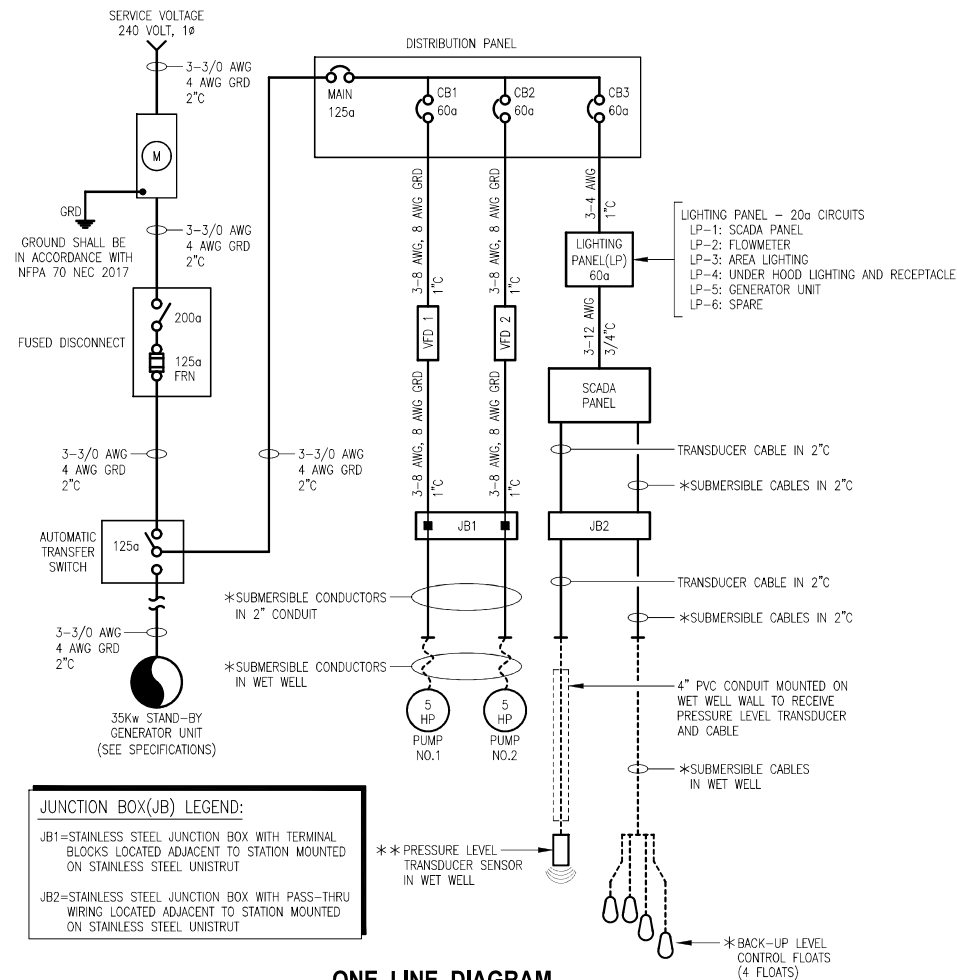 SERVICE VOLTAGE
240 VOLT, 1ø
3-3/0 AWG
4 AWG GRD
2"C
M
GRD
GROUND SHALL BE
IN ACCORDANCE WITH
NFPA 70 NEC 2017
3-3/0 AWG
4 AWG GRD
2"C
FUSED DISCONNECT
200a
125a
FRN
3-3/0 AWG
4 AWG GRD
2"C
3-3/0 AWG
4 AWG GRD
2"C
AUTOMATIC
TRANSFER
SWITCH
125a
3-3/0 AWG
4 AWG GRD
2"C
35Kw STAND-BY
GENERATOR UNIT
(SEE SPECIFICATIONS)
DISTRIBUTION PANEL
MAIN
125a
CB1
60a
CB2
60a
CB3
60a
3-8 AWG, 8 AWG GRD
1"C
3-8 AWG, 8 AWG GRD
1"C
3-4 AWG
1"C
LIGHTING
PANEL(LP)
60a
LIGHTING PANEL - 20a CIRCUITS
LP-1: SCADA PANEL
LP-2: FLOWMETER
LP-3: AREA LIGHTING
LP-4: UNDER HOOD LIGHTING AND RECEPTACLE
LP-5: GENERATOR UNIT
LP-6: SPARE
VFD 1
VFD 2
3-12 AWG
3/4"C
SCADA
PANEL
3-8 AWG, 8 AWG GRD
1"C
3-8 AWG, 8 AWG GRD
1"C
TRANSDUCER CABLE IN 2"C
*SUBMERSIBLE CABLES IN 2"C
JB1
JB2
TRANSDUCER CABLE IN 2"C
*SUBMERSIBLE CABLES IN 2"C
*SUBMERSIBLE CONDUCTORS
IN 2" CONDUIT
*SUBMERSIBLE CONDUCTORS
IN WET WELL
5
HP
PUMP
NO.1
5
HP
PUMP
NO.2
4" PVC CONDUIT MOUNTED ON
WET WELL WALL TO RECEIVE
PRESSURE LEVEL TRANSDUCER
AND CABLE
*SUBMERSIBLE CABLES
IN WET WELL
**PRESSURE LEVEL
TRANSDUCER SENSOR
IN WET WELL
*BACK-UP LEVEL
CONTROL FLOATS
(4 FLOATS)
JUNCTION BOX(JB) LEGEND:
JB1=STAINLESS STEEL JUNCTION BOX WITH TERMINAL
BLOCKS LOCATED ADJACENT TO STATION MOUNTED
ON STAINLESS STEEL UNISTRUT
JB2=STAINLESS STEEL JUNCTION BOX WITH PASS-THRU
WIRING LOCATED ADJACENT TO STATION MOUNTED
ON STAINLESS STEEL UNISTRUT
ONE LINE DIAGRAM